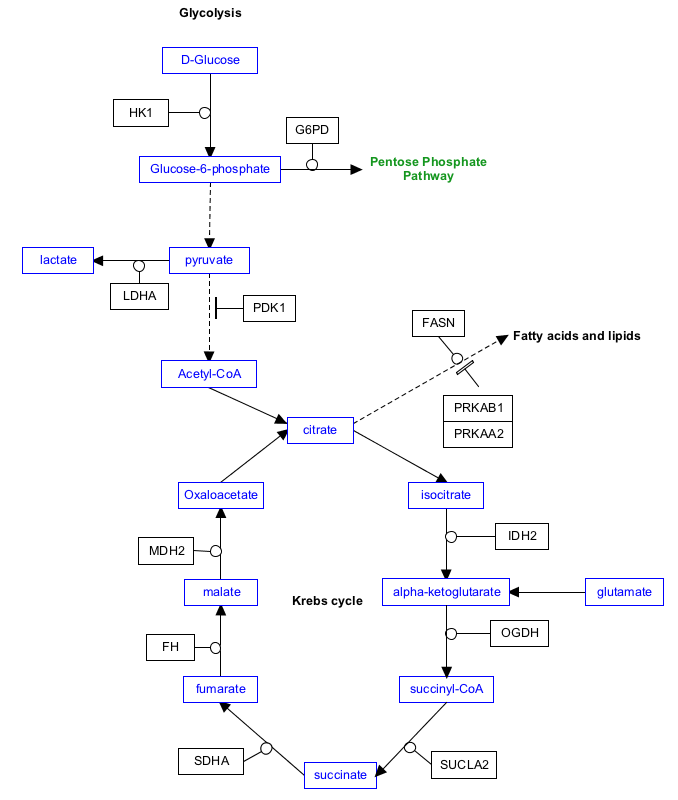 Glycolysis
D-Glucose
HK1
G6PD
Glucose-6-phosphate
Pentose Phosphate
Pathway
lactate
pyruvate
LDHA
PDK1
FASN
Fatty acids and lipids
Acetyl-CoA
PRKAB1
PRKAA2
citrate
Oxaloacetate
isocitrate
MDH2
IDH2
malate
Krebs cycle
alpha-ketoglutarate
glutamate
FH
OGDH
fumarate
succinyl-CoA
SDHA
SUCLA2
succinate